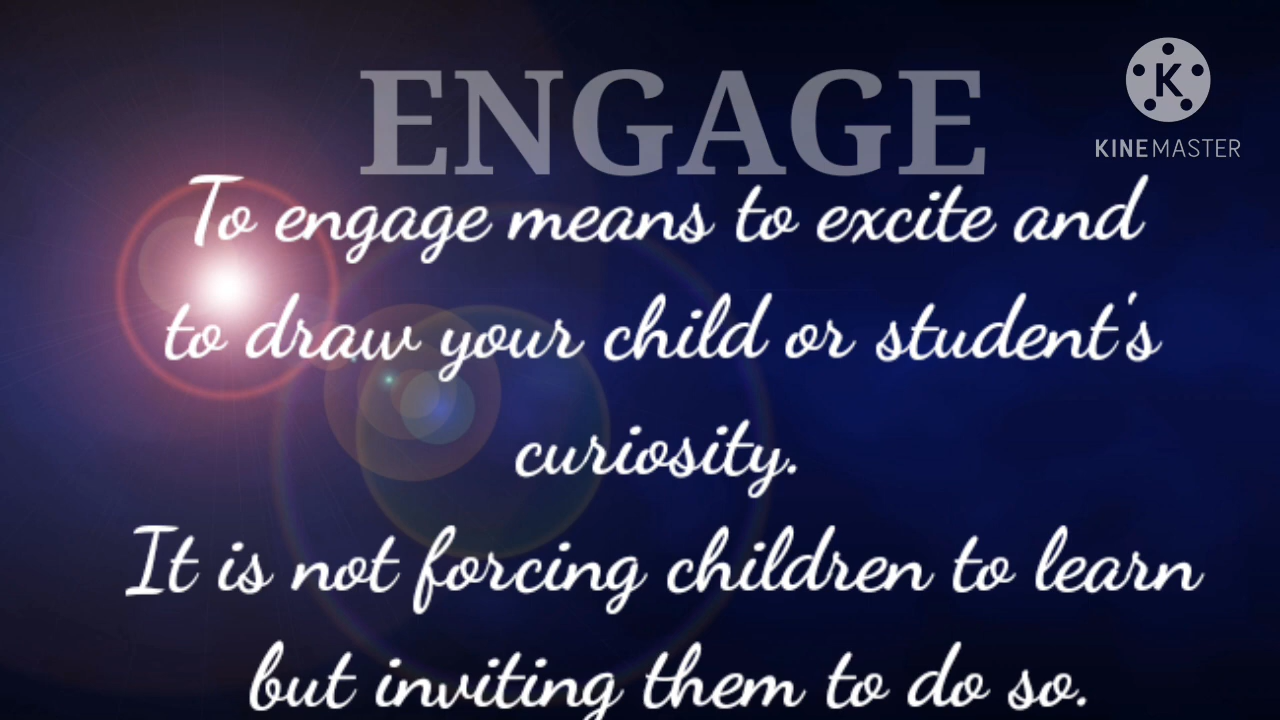 ENGAGE
KINEMASTER
To engage means to excite and
to draw your child or student's
curiosity.
It is not forcing children to learn
but inviting them to do so.